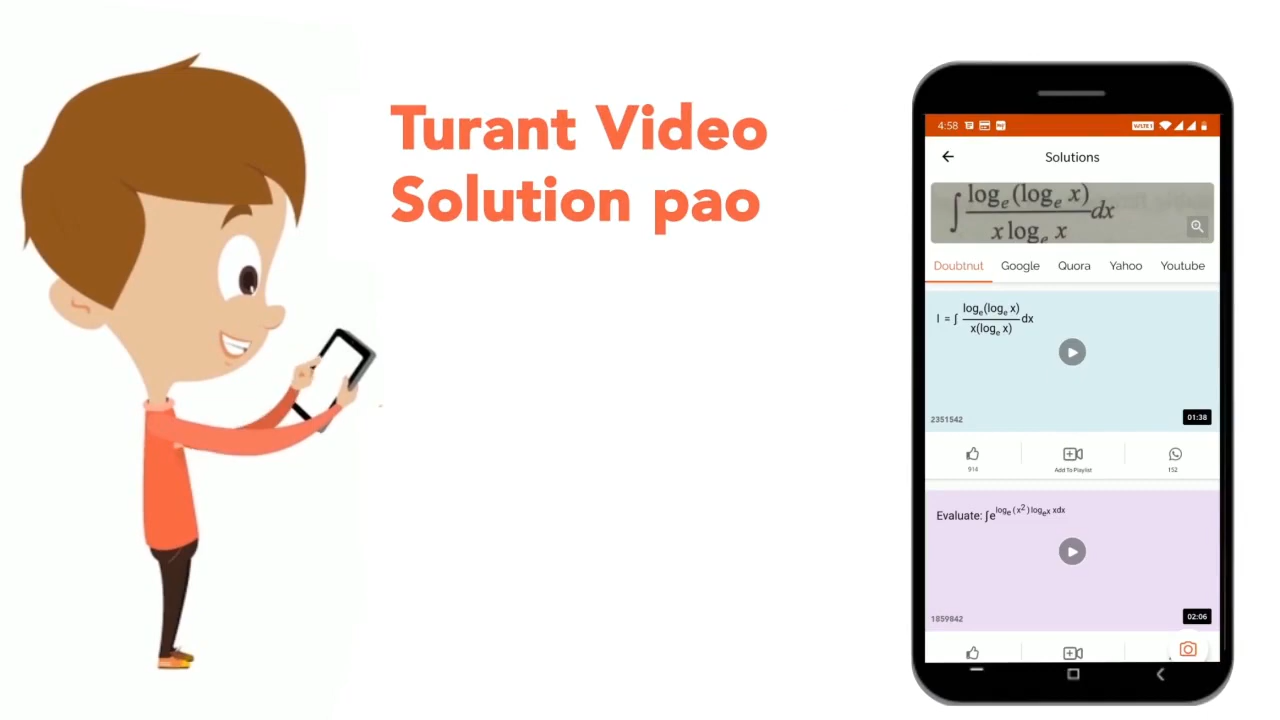 Turant Video
Solution pao
4:58
VoLTE1
Solutions
∫ logₑ(logₑ x) / x logₑ x dx
Doubtnut Google Quora Yahoo Youtube
I = ∫ logₑ(logₑ x) / x(logₑ x) dx
2351542 01:38
914 Add To Playlist 152
Evaluate: ∫e^logₑ(x²)logₑx xdx
1859842 02:06